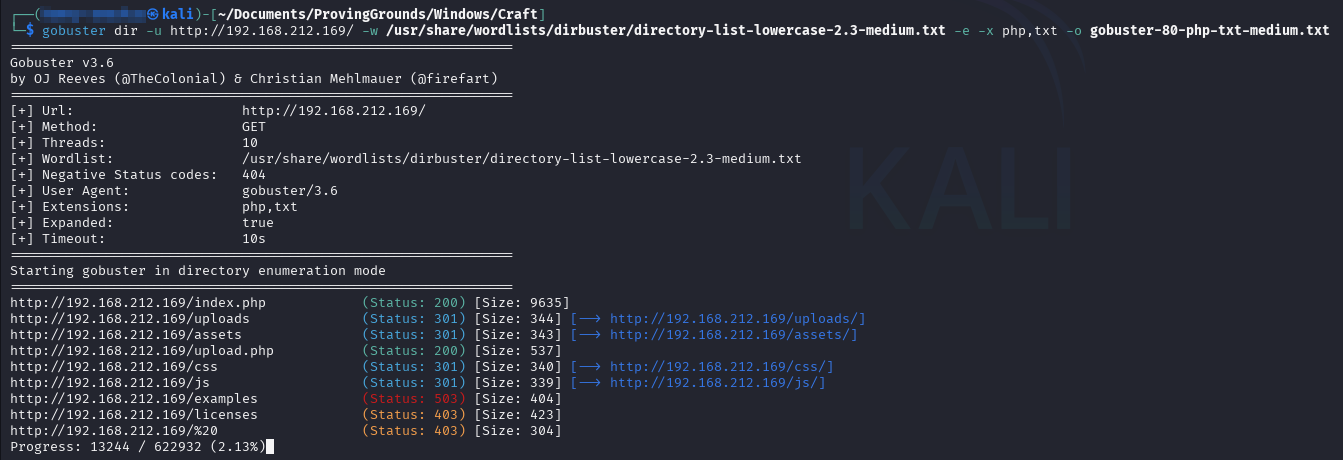 ㉿kali)-[~/Documents/ProvingGrounds/Windows/Craft]
$ gobuster dir -u http://192.168.212.169/ -w /usr/share/wordlists/dirbuster/directory-list-lowercase-2.3-medium.txt -e -x php,txt -o gobuster-80-php-txt-medium.txt
===============================================================
Gobuster v3.6
by OJ Reeves (@TheColonial) & Christian Mehlmauer (@firefart)
===============================================================
[+] Url: http://192.168.212.169/
[+] Method: GET
[+] Threads: 10
[+] Wordlist: /usr/share/wordlists/dirbuster/directory-list-lowercase-2.3-medium.txt
[+] Negative Status codes: 404
[+] User Agent: gobuster/3.6
[+] Extensions: php,txt
[+] Expanded: true
[+] Timeout: 10s
===============================================================
Starting gobuster in directory enumeration mode
===============================================================
http://192.168.212.169/index.php (Status: 200) [Size: 9635]
http://192.168.212.169/uploads (Status: 301) [Size: 344] [--> http://192.168.212.169/uploads/]
http://192.168.212.169/assets (Status: 301) [Size: 343] [--> http://192.168.212.169/assets/]
http://192.168.212.169/upload.php (Status: 200) [Size: 537]
http://192.168.212.169/css (Status: 301) [Size: 340] [--> http://192.168.212.169/css/]
http://192.168.212.169/js (Status: 301) [Size: 339] [--> http://192.168.212.169/js/]
http://192.168.212.169/examples (Status: 503) [Size: 404]
http://192.168.212.169/licenses (Status: 403) [Size: 423]
http://192.168.212.169/%20 (Status: 403) [Size: 304]
Progress: 13244 / 622932 (2.13%)
KALI